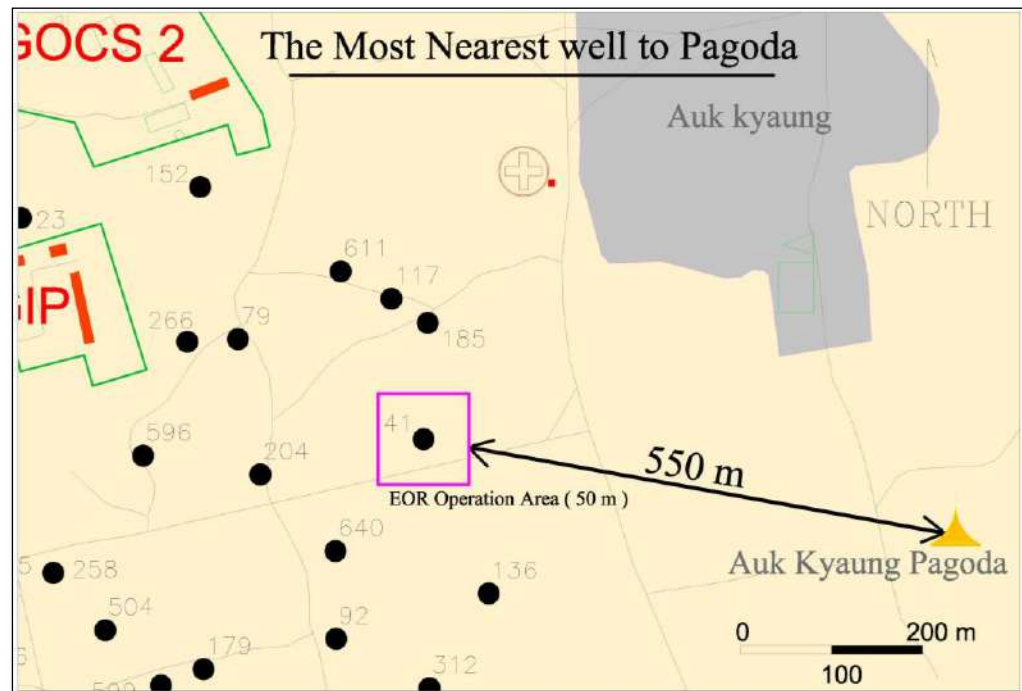 The Most Nearest well to Pagoda
GOCS 2
Auk kyaung
152
NORTH
23
611
117
GIP
266
79
185
41
596
204
550 m
EOR Operation Area ( 50 m )
640
Auk Kyaung Pagoda
258
136
504
92
0
200 m
179
312
100